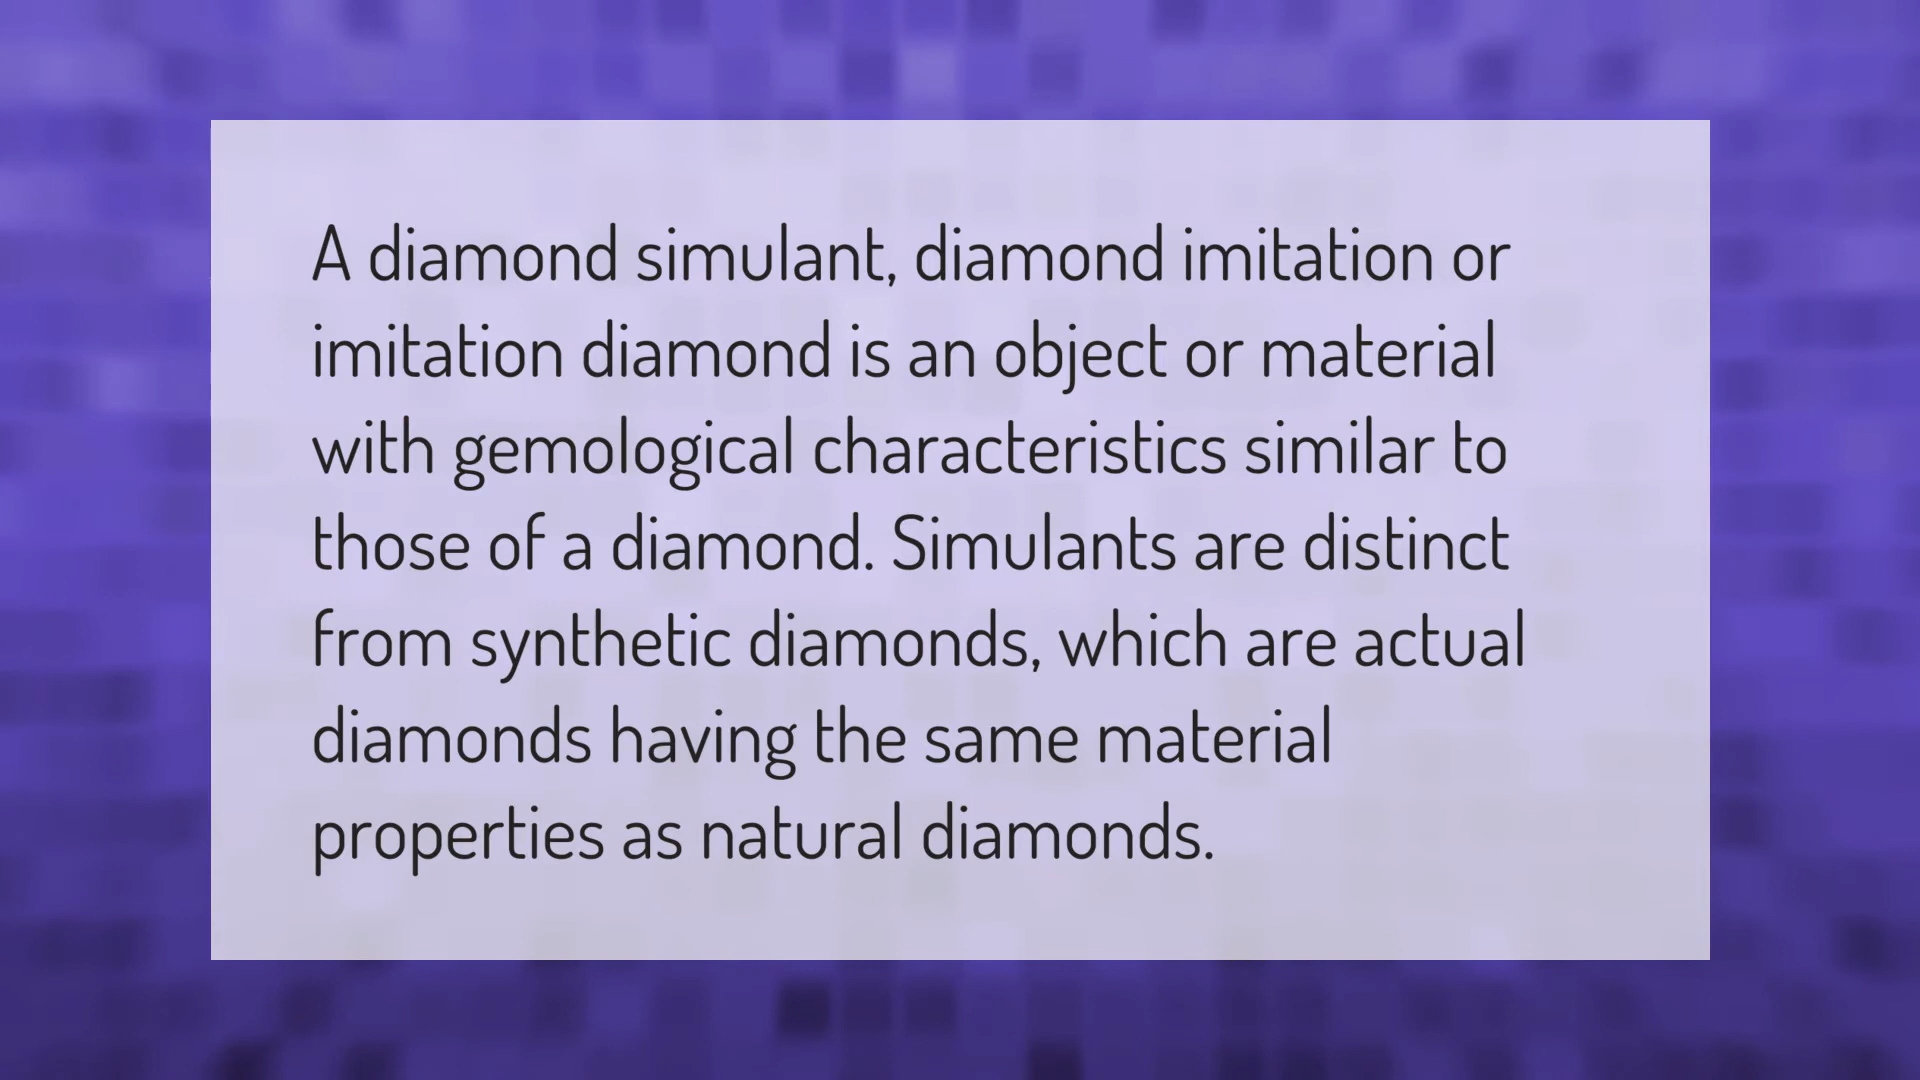 A diamond simulant, diamond imitation or
imitation diamond is an object or material
with gemological characteristics similar to
those of a diamond. Simulants are distinct
from synthetic diamonds, which are actual
diamonds having the same material
properties as natural diamonds.